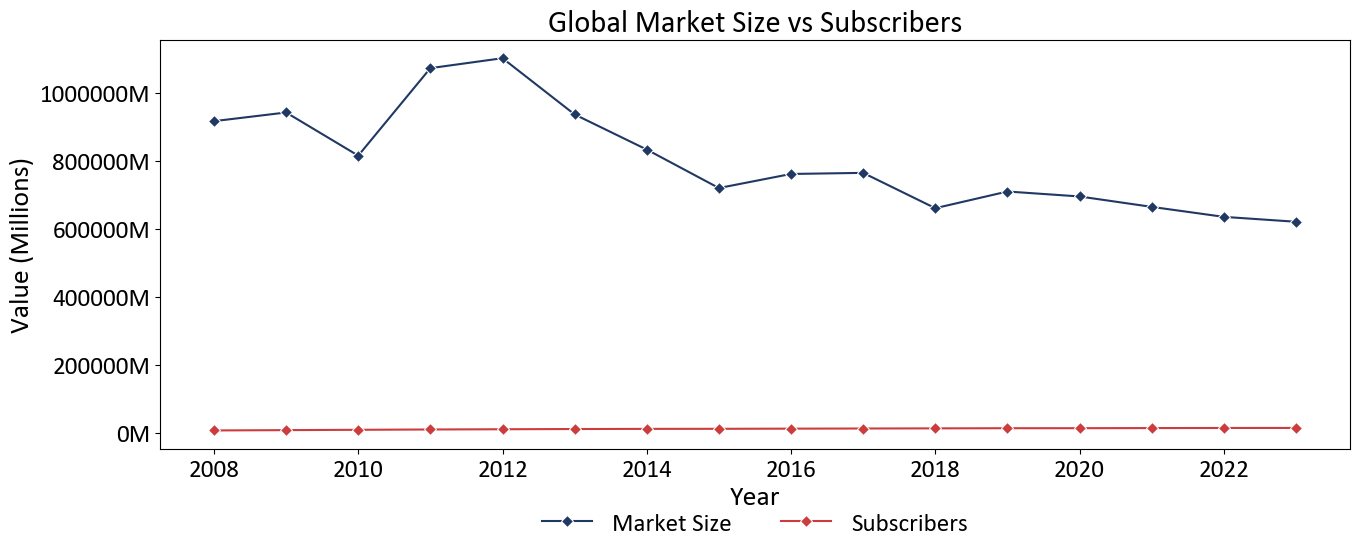 Global Market Size vs Subscribers
Value (Millions)
1000000M
800000M
600000M
400000M
200000M
0M
2008 2010 2012 2014 2016 2018 2020 2022
Year
Market Size Subscribers